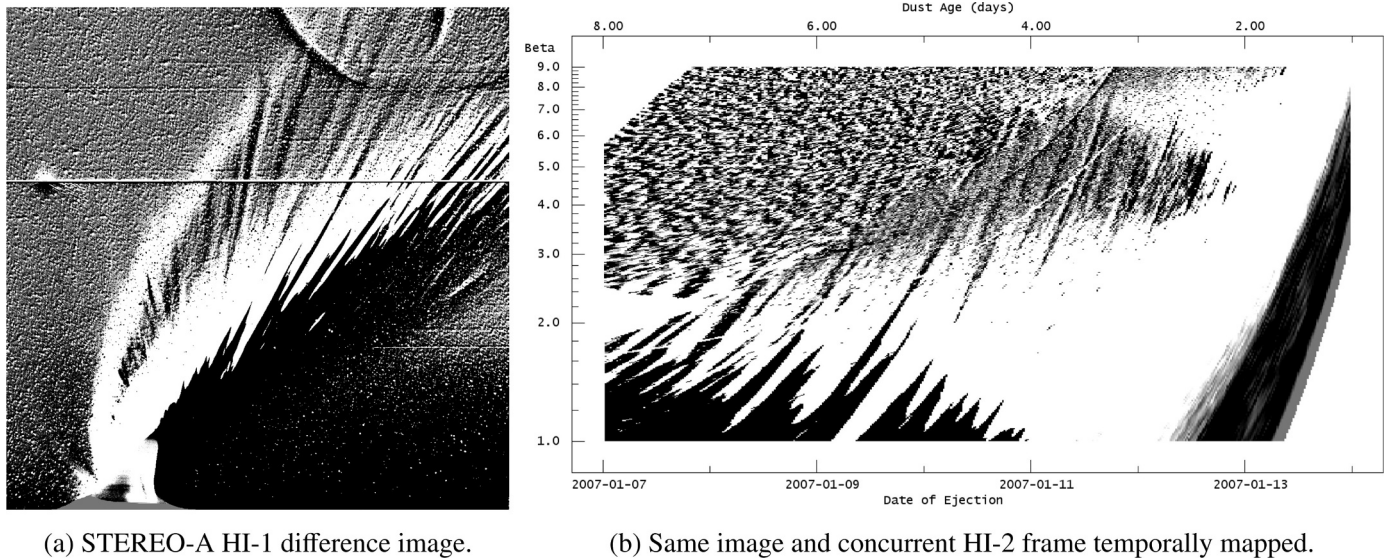 Dust Age (days)
8.00 6.00 4.00 2.00
Beta
9.0
8.0
7.0
6.0
5.0
4.0
3.0
2.0
1.0
2007-01-07 2007-01-09 2007-01-11 2007-01-13
Date of Ejection
(a) STEREO-A HI-1 difference image.
(b) Same image and concurrent HI-2 frame temporally mapped.